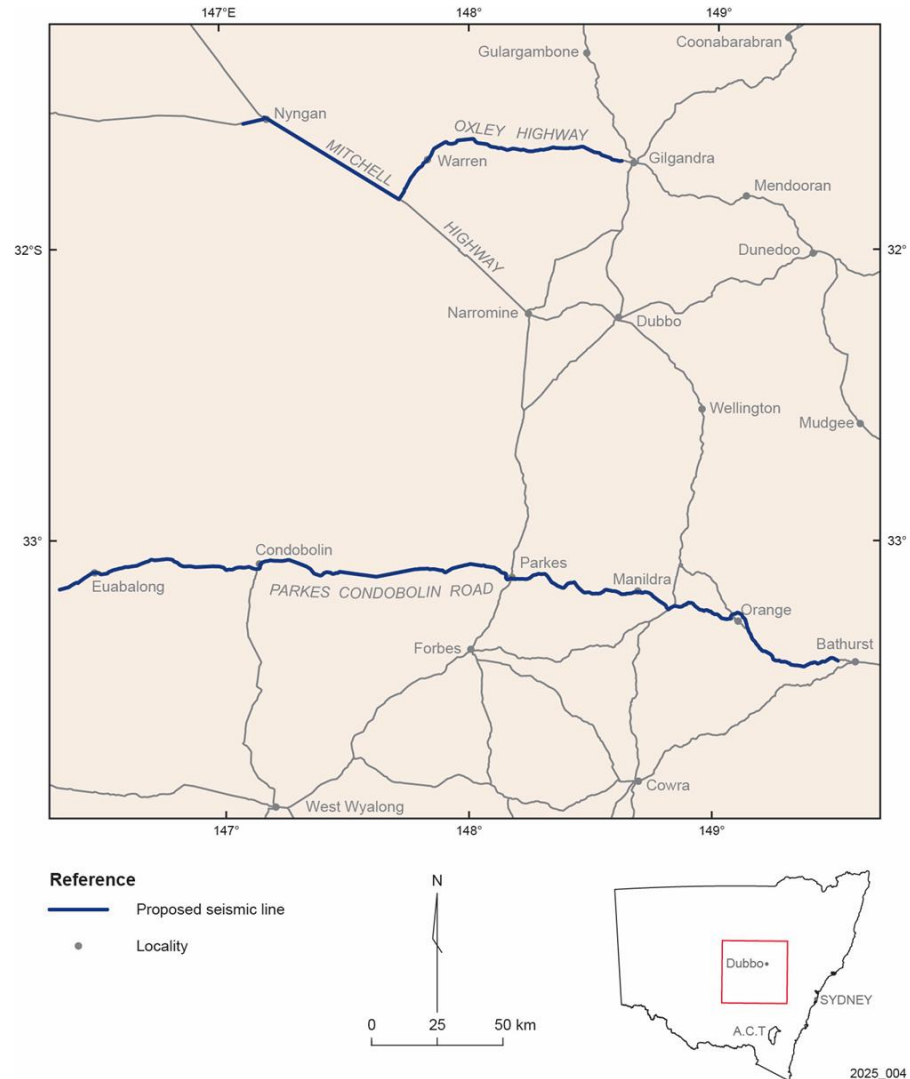 147°E
148°
149°
Gulargambone
Coonabarabran
Nyngan
OXLEY HIGHWAY
MITCHELL
Warren
Gilgandra
Mendooran
32°S
32°
HIGHWAY
Dunedoo
Narromine
Dubbo
Wellington
Mudgee
33°
33°
Condobolin
Parkes
Euabalong
PARKES CONDOBOLIN ROAD
Manildra
Orange
Forbes
Bathurst
Cowra
West Wyalong
147°
148°
149°
Reference
Proposed seismic line
Locality
N
0 25 50 km
Dubbo
SYDNEY
A.C.T
2025_004